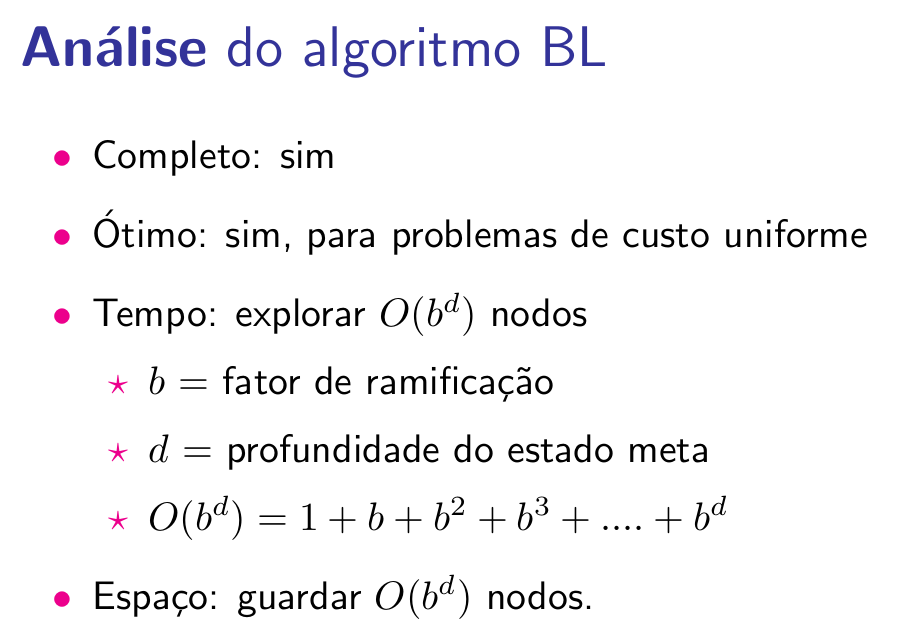 Análise do algoritmo BL
• Completo: sim
• Ótimo: sim, para problemas de custo uniforme
• Tempo: explorar O(b^d) nodos
⋆ b = fator de ramificação
⋆ d = profundidade do estado meta
⋆ O(b^d) = 1 + b + b^2 + b^3 + .... + b^d
• Espaço: guardar O(b^d) nodos.